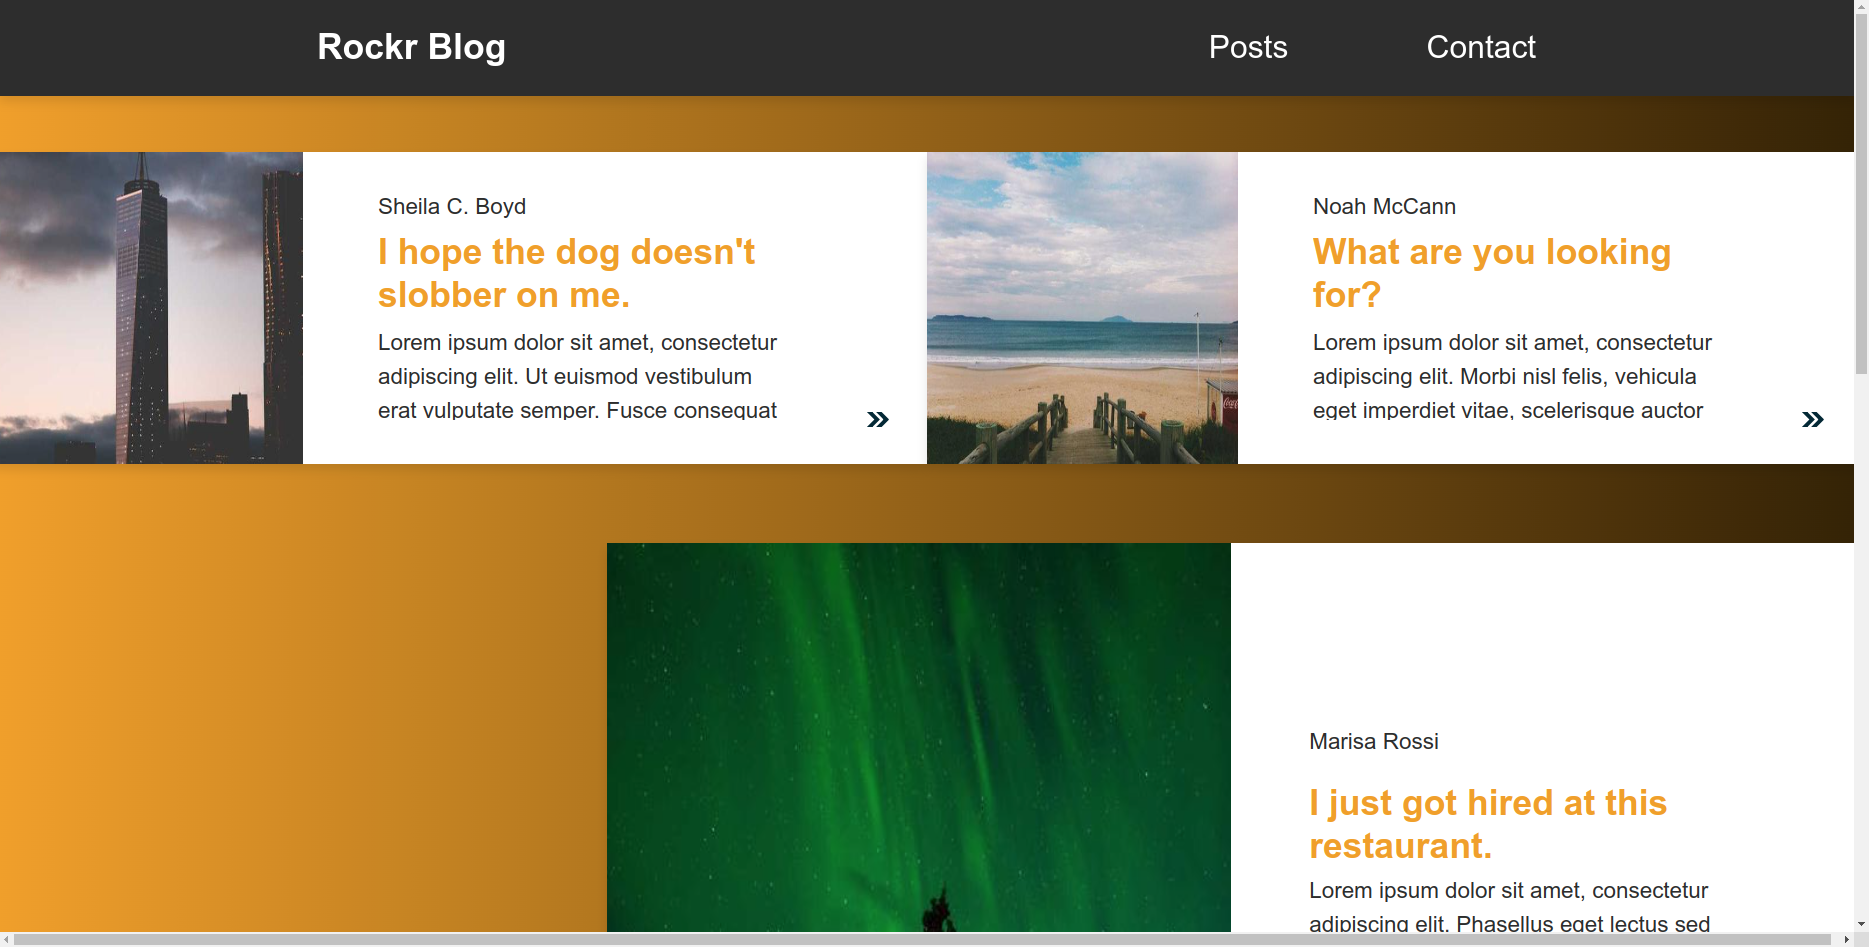 Rockr Blog
Posts
Contact
Sheila C. Boyd
I hope the dog doesn't
slobber on me.
Lorem ipsum dolor sit amet, consectetur
adipiscing elit. Ut euismod vestibulum
erat vulputate semper. Fusce consequat
»
Noah McCann
What are you looking
for?
Lorem ipsum dolor sit amet, consectetur
adipiscing elit. Morbi nisl felis, vehicula
eget imperdiet vitae, scelerisque auctor
»
Marisa Rossi
I just got hired at this
restaurant.
Lorem ipsum dolor sit amet, consectetur
adipiscing elit. Phasellus eget lectus sed